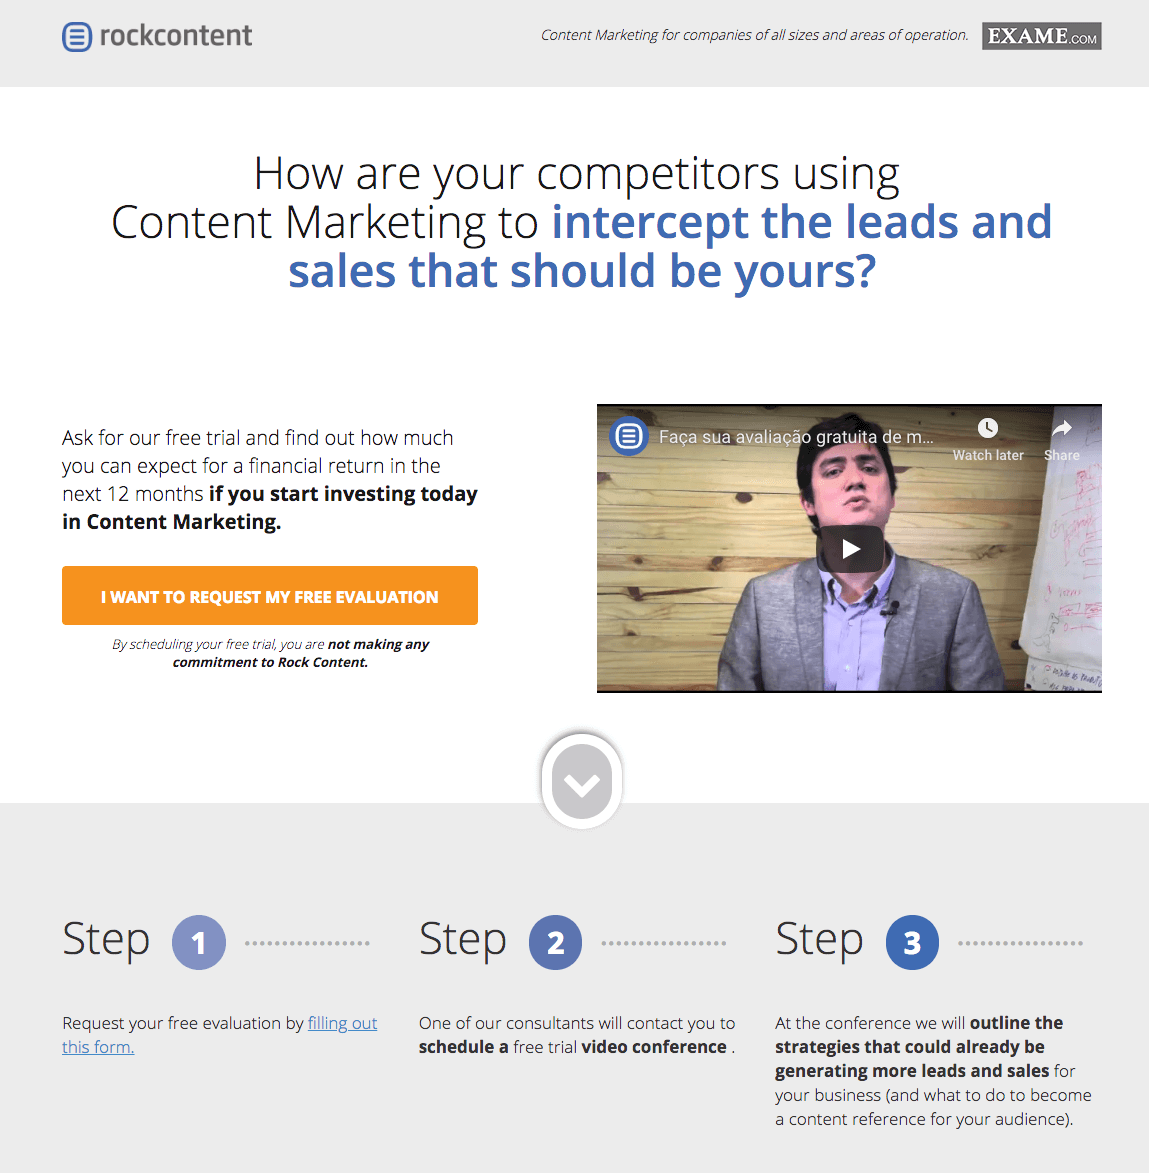 rockcontent
Content Marketing for companies of all sizes and areas of operation.
EXAME.COM
How are your competitors using
Content Marketing to intercept the leads and
sales that should be yours?
Ask for our free trial and find out how much
you can expect for a financial return in the
next 12 months if you start investing today
in Content Marketing.
I WANT TO REQUEST MY FREE EVALUATION
By scheduling your free trial, you are not making any
commitment to Rock Content.
Faça sua avaliação gratuita de m...
Watch later
Share
Step 1
Request your free evaluation by filling out
this form.
Step 2
One of our consultants will contact you to
schedule a free trial video conference .
Step 3
At the conference we will outline the
strategies that could already be
generating more leads and sales for
your business (and what to do to become
a content reference for your audience).